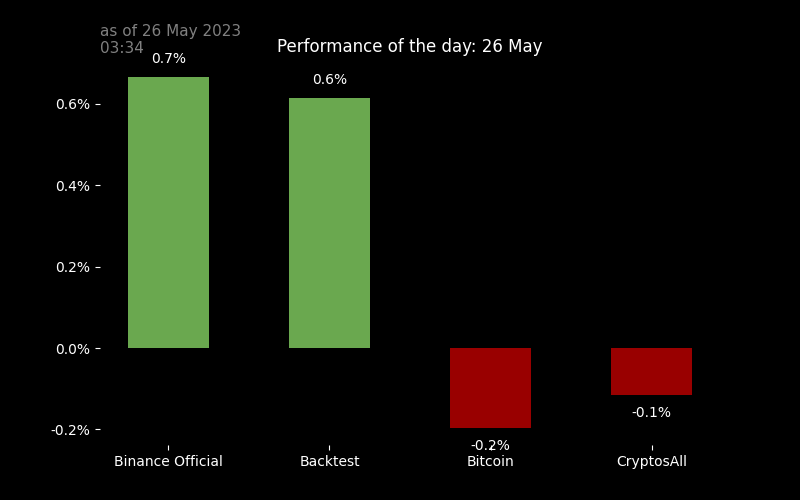 as of 26 May 2023
03:34
Performance of the day: 26 May
0.7%
0.6%
0.6%
0.4%
0.2%
0.0%
-0.2%
-0.2%
-0.1%
Binance Official
Backtest
Bitcoin
CryptosAll